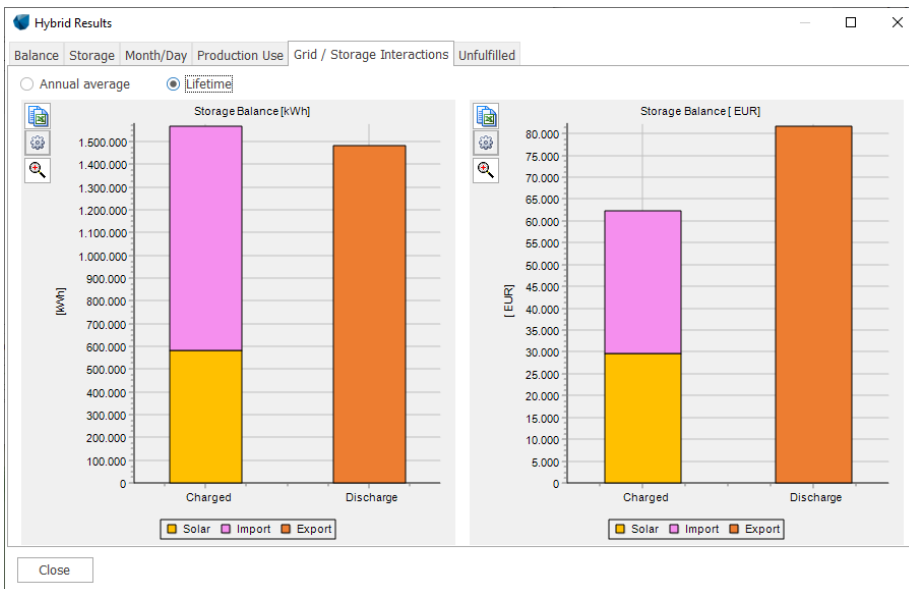 Hybrid Results
Balance Storage Month/Day Production Use Grid / Storage Interactions Unfulfilled
Annual average Lifetime
Storage Balance [kWh]
1.500.000
1.400.000
1.300.000
1.200.000
1.100.000
1.000.000
900.000
800.000
700.000
600.000
500.000
400.000
300.000
200.000
100.000
0
[kWh]
Charged Discharge
Solar Import Export
Storage Balance [ EUR]
80.000
75.000
70.000
65.000
60.000
55.000
50.000
45.000
40.000
35.000
30.000
25.000
20.000
15.000
10.000
5.000
0
[ EUR]
Charged Discharge
Solar Import Export
Close